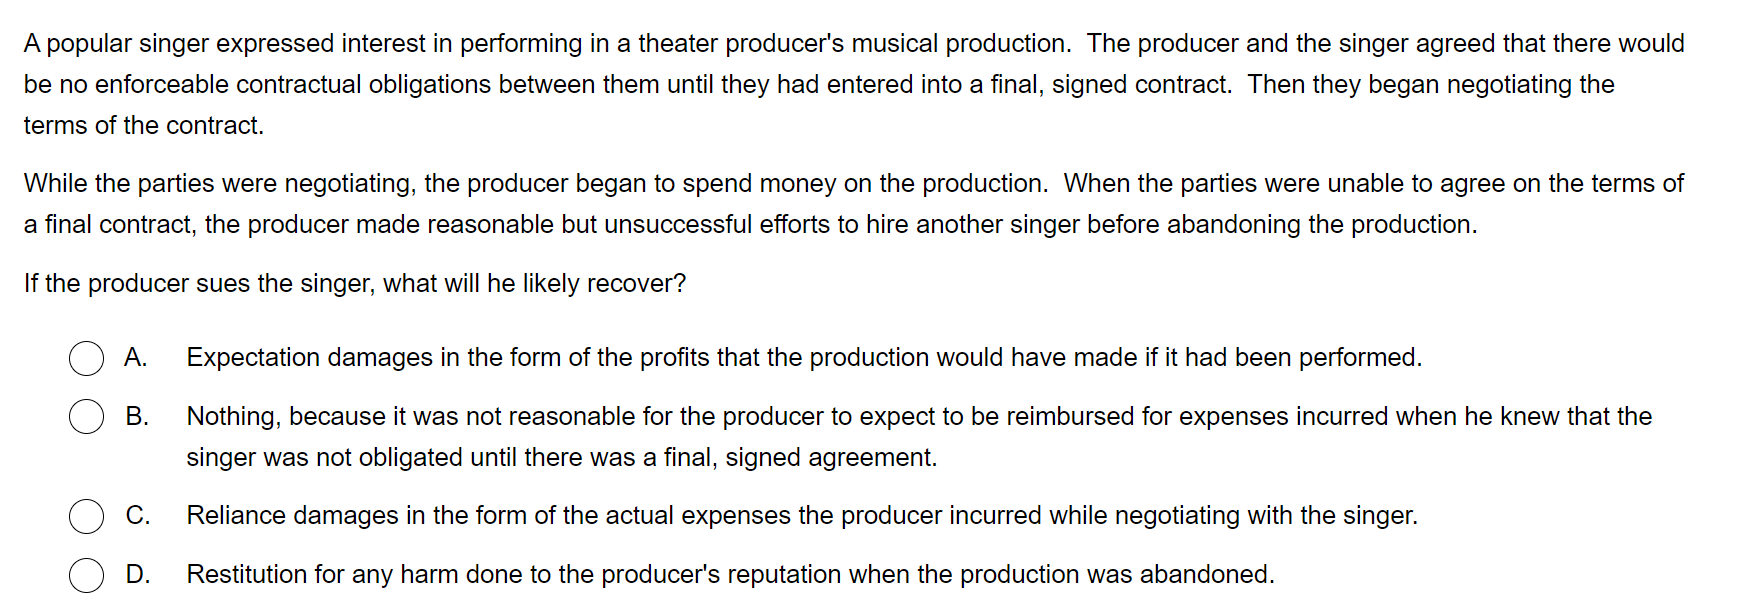 A popular singer expressed interest in performing in a theater producer's musical production.  The producer and the singer agreed that there would
be no enforceable contractual obligations between them until they had entered into a final, signed contract.  Then they began negotiating the
terms of the contract.
While the parties were negotiating, the producer began to spend money on the production.  When the parties were unable to agree on the terms of
a final contract, the producer made reasonable but unsuccessful efforts to hire another singer before abandoning the production.
If the producer sues the singer, what will he likely recover?
A. Expectation damages in the form of the profits that the production would have made if it had been performed.
B. Nothing, because it was not reasonable for the producer to expect to be reimbursed for expenses incurred when he knew that the
singer was not obligated until there was a final, signed agreement.
C. Reliance damages in the form of the actual expenses the producer incurred while negotiating with the singer.
D. Restitution for any harm done to the producer's reputation when the production was abandoned.